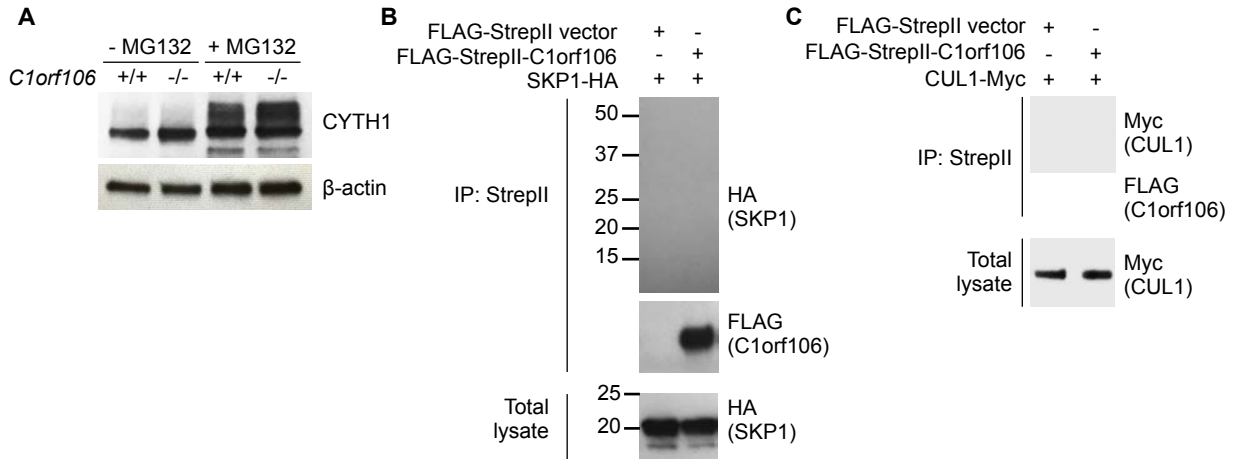 A
- MG132 + MG132
C1orf106 +/+ -/- +/+ -/-
CYTH1
β-actin
B
FLAG-StrepII vector + -
FLAG-StrepII-C1orf106 - +
SKP1-HA + +
50
37
25
20
15
IP: StrepII
HA
(SKP1)
FLAG
(C1orf106)
Total
lysate
25
20
HA
(SKP1)
C
FLAG-StrepII vector + -
FLAG-StrepII-C1orf106 - +
CUL1-Myc + +
IP: StrepII
Myc
(CUL1)
FLAG
(C1orf106)
Total
lysate
Myc
(CUL1)